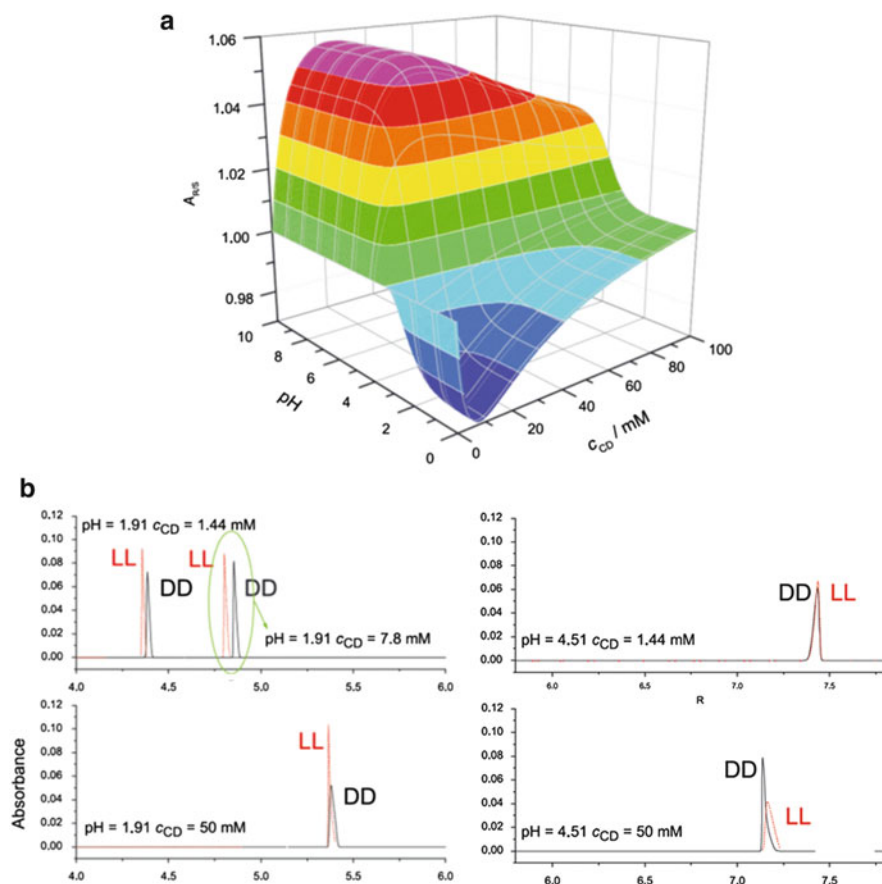 a
1.06
1.04
1.02
1.00
0.98
A R/S
10
8
6
4
2
0
pH
0
20
40
60
80
100
c CD / mM
b
0.12
0.10
0.08
0.06
0.04
0.02
0.00
pH = 1.91 c CD = 1.44 mM
LL
DD
LL
DD
pH = 1.91 c CD = 7.8 mM
4.0
4.5
5.0
5.5
6.0
0.12
0.10
0.08
0.06
0.04
0.02
0.00
DD
LL
pH = 4.51 c CD = 1.44 mM
6.0
6.5
7.0
7.5
R
Absorbance
0.12
0.10
0.08
0.06
0.04
0.02
0.00
LL
DD
pH = 1.91 c CD = 50 mM
4.0
4.5
5.0
5.5
6.0
0.12
0.10
0.08
0.06
0.04
0.02
0.00
DD
LL
pH = 4.51 c CD = 50 mM
6.0
6.5
7.0
7.5